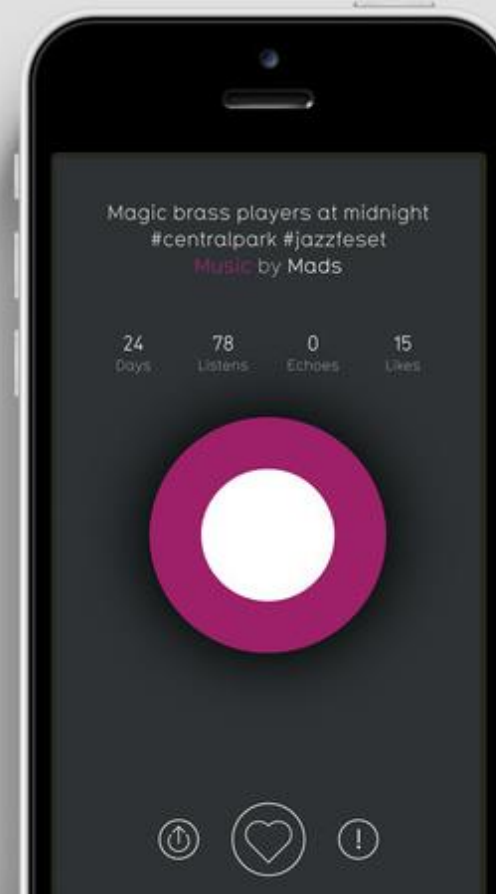 Magic brass players at midnight
#centralpark #jazzfeset
Music by Mads
24 78 0 15
Days Listens Echoes Likes